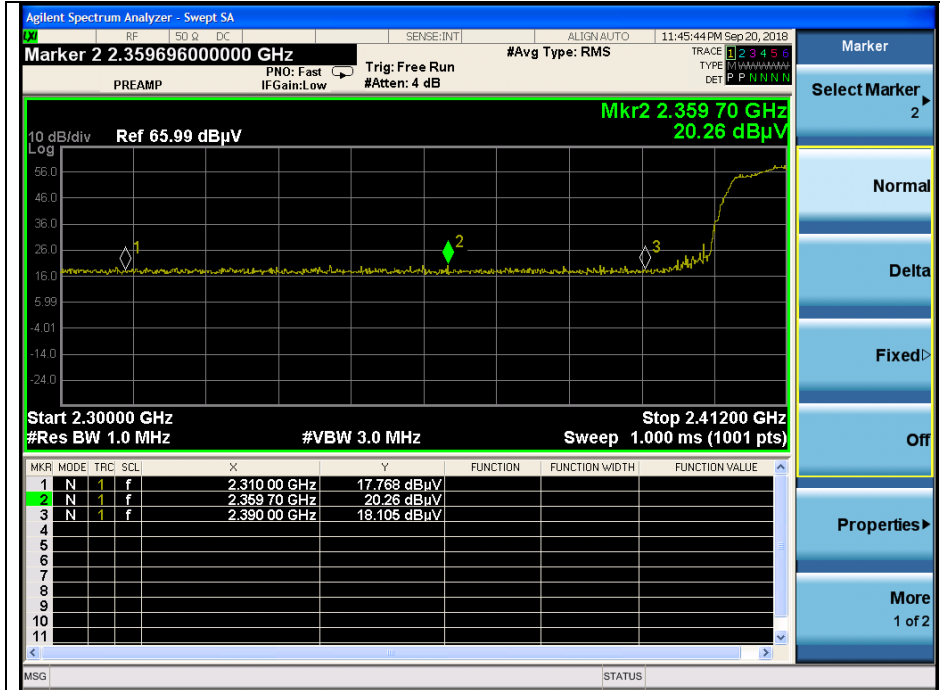 Agilent Spectrum Analyzer - Swept SA
LXI RF 50 Ω DC SENSE:INT ALIGN AUTO 11:45:44 PM Sep 20, 2018
Marker 2 2.359696000000 GHz
PREAMP
PNO: Fast
IFGain:Low
Trig: Free Run
#Atten: 4 dB
#Avg Type: RMS
TRACE 1 2 3 4 5 6
TYPE M WWWWW
DET P P N N N N
Mkr2 2.359 70 GHz
20.26 dBµV
10 dB/div Ref 65.99 dBµV
Log
56.0
46.0
36.0
26.0
16.0
5.99
-4.01
-14.0
-24.0
1
2
3
Start 2.30000 GHz Stop 2.41200 GHz
#Res BW 1.0 MHz #VBW 3.0 MHz Sweep 1.000 ms (1001 pts)
MKR MODE TRC SCL X Y FUNCTION FUNCTION WIDTH FUNCTION VALUE
1 N 1 f 2.310 00 GHz 17.768 dBµV
2 N 1 f 2.359 70 GHz 20.26 dBµV
3 N 1 f 2.390 00 GHz 18.105 dBµV
4
5
6
7
8
9
10
11
MSG STATUS
Marker
Select Marker
2
Normal
Delta
Fixed
Off
Properties
More
1 of 2